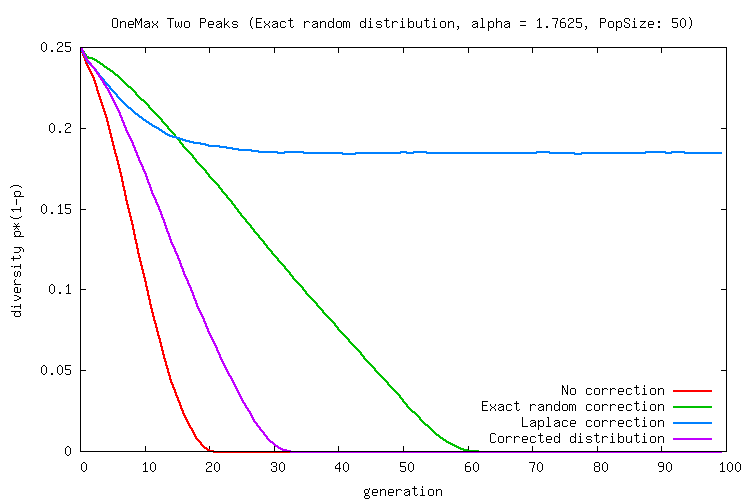 OneMax Two Peaks (Exact random distribution, alpha = 1.7625, PopSize: 50)
0.25
0.2
0.15
0.1
0.05
0
diversity p*(1-p)
No correction
Exact random correction
Laplace correction
Corrected distribution
0 10 20 30 40 50 60 70 80 90 100
generation